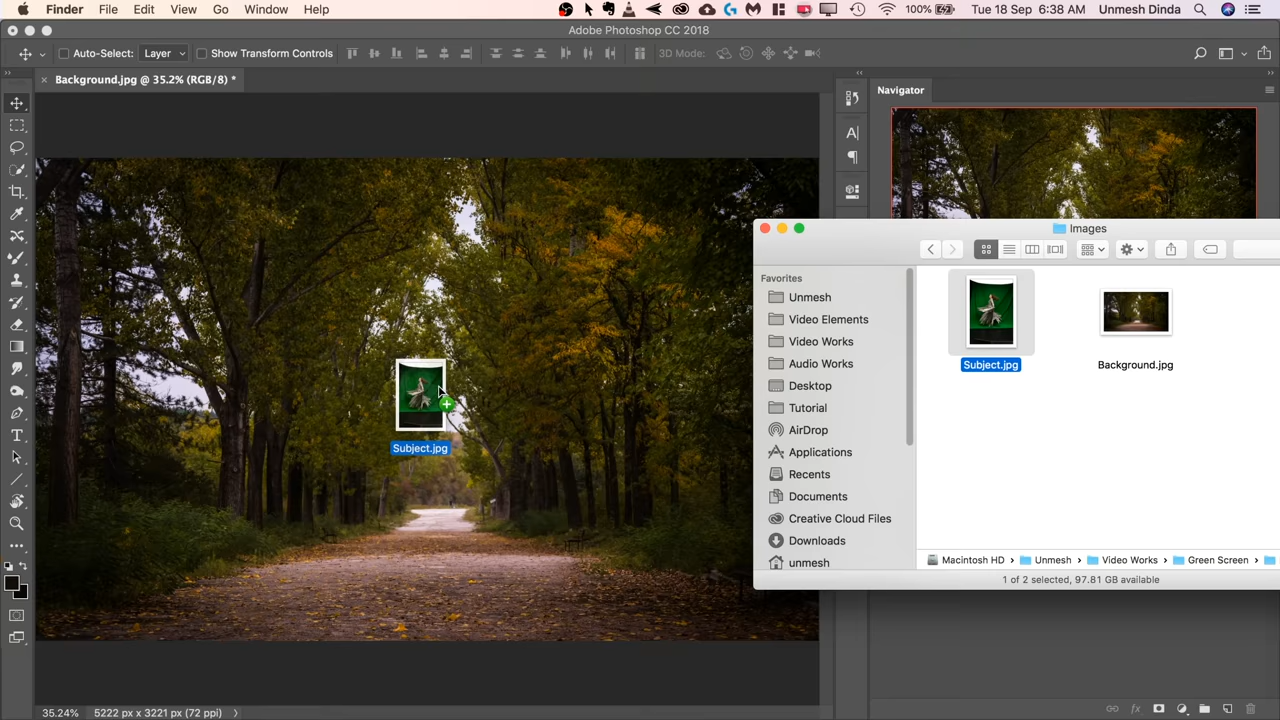 Finder File Edit View Go Window Help 100% Tue 18 Sep 6:38 AM Unmesh Dinda
Adobe Photoshop CC 2018
Auto-Select: Layer Show Transform Controls 3D Mode:
Background.jpg @ 35.2% (RGB/8) *
Navigator
Images
Favorites
Unmesh
Video Elements
Video Works
Audio Works
Desktop
Tutorial
AirDrop
Applications
Recents
Documents
Creative Cloud Files
Downloads
unmesh
Subject.jpg
Background.jpg
Subject.jpg
Macintosh HD › Unmesh › Video Works › Green Screen ›
1 of 2 selected, 97.81 GB available
35.24% 5222 px x 3221 px (72 ppi)